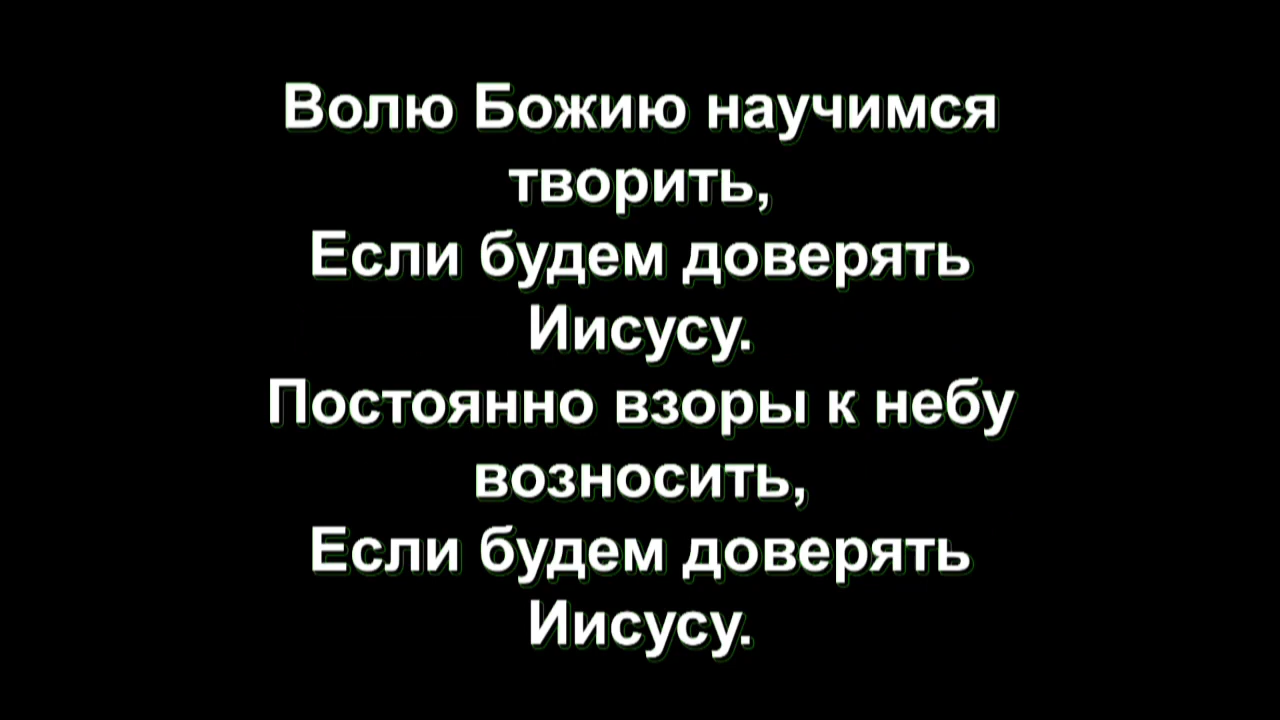 Волю Божию научимся
творить,
Если будем доверять
Иисусу.
Постоянно взоры к небу
возносить,
Если будем доверять
Иисусу.